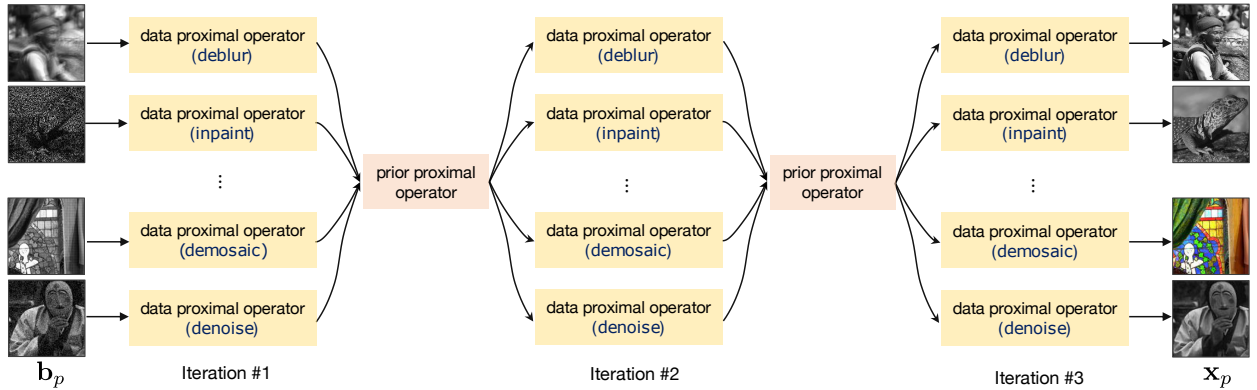 data proximal operator
(deblur)
data proximal operator
(inpaint)
⋮
data proximal operator
(demosaic)
data proximal operator
(denoise)
b_p
Iteration #1
prior proximal
operator
data proximal operator
(deblur)
data proximal operator
(inpaint)
⋮
data proximal operator
(demosaic)
data proximal operator
(denoise)
Iteration #2
prior proximal
operator
data proximal operator
(deblur)
data proximal operator
(inpaint)
⋮
data proximal operator
(demosaic)
data proximal operator
(denoise)
Iteration #3
x_p